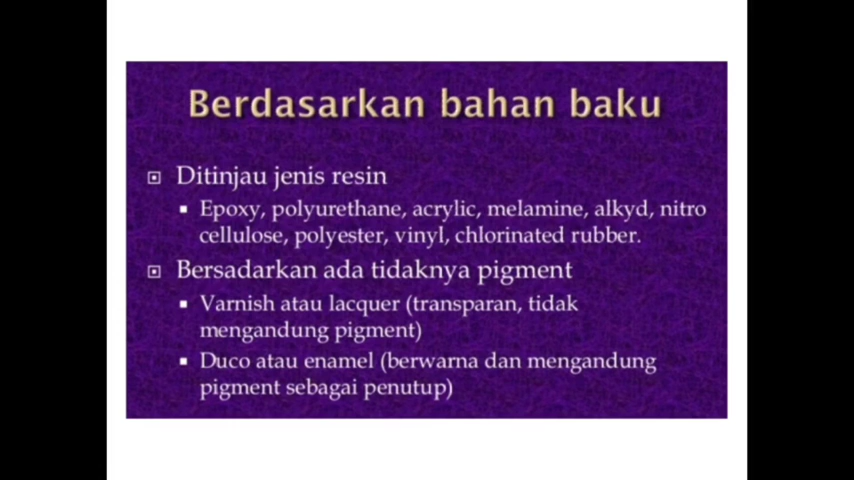 Berdasarkan bahan baku
Ditinjau jenis resin
Epoxy, polyurethane, acrylic, melamine, alkyd, nitro
cellulose, polyester, vinyl, chlorinated rubber.
Bersadarkan ada tidaknya pigment
Varnish atau lacquer (transparan, tidak
mengandung pigment)
Duco atau enamel (berwarna dan mengandung
pigment sebagai penutup)